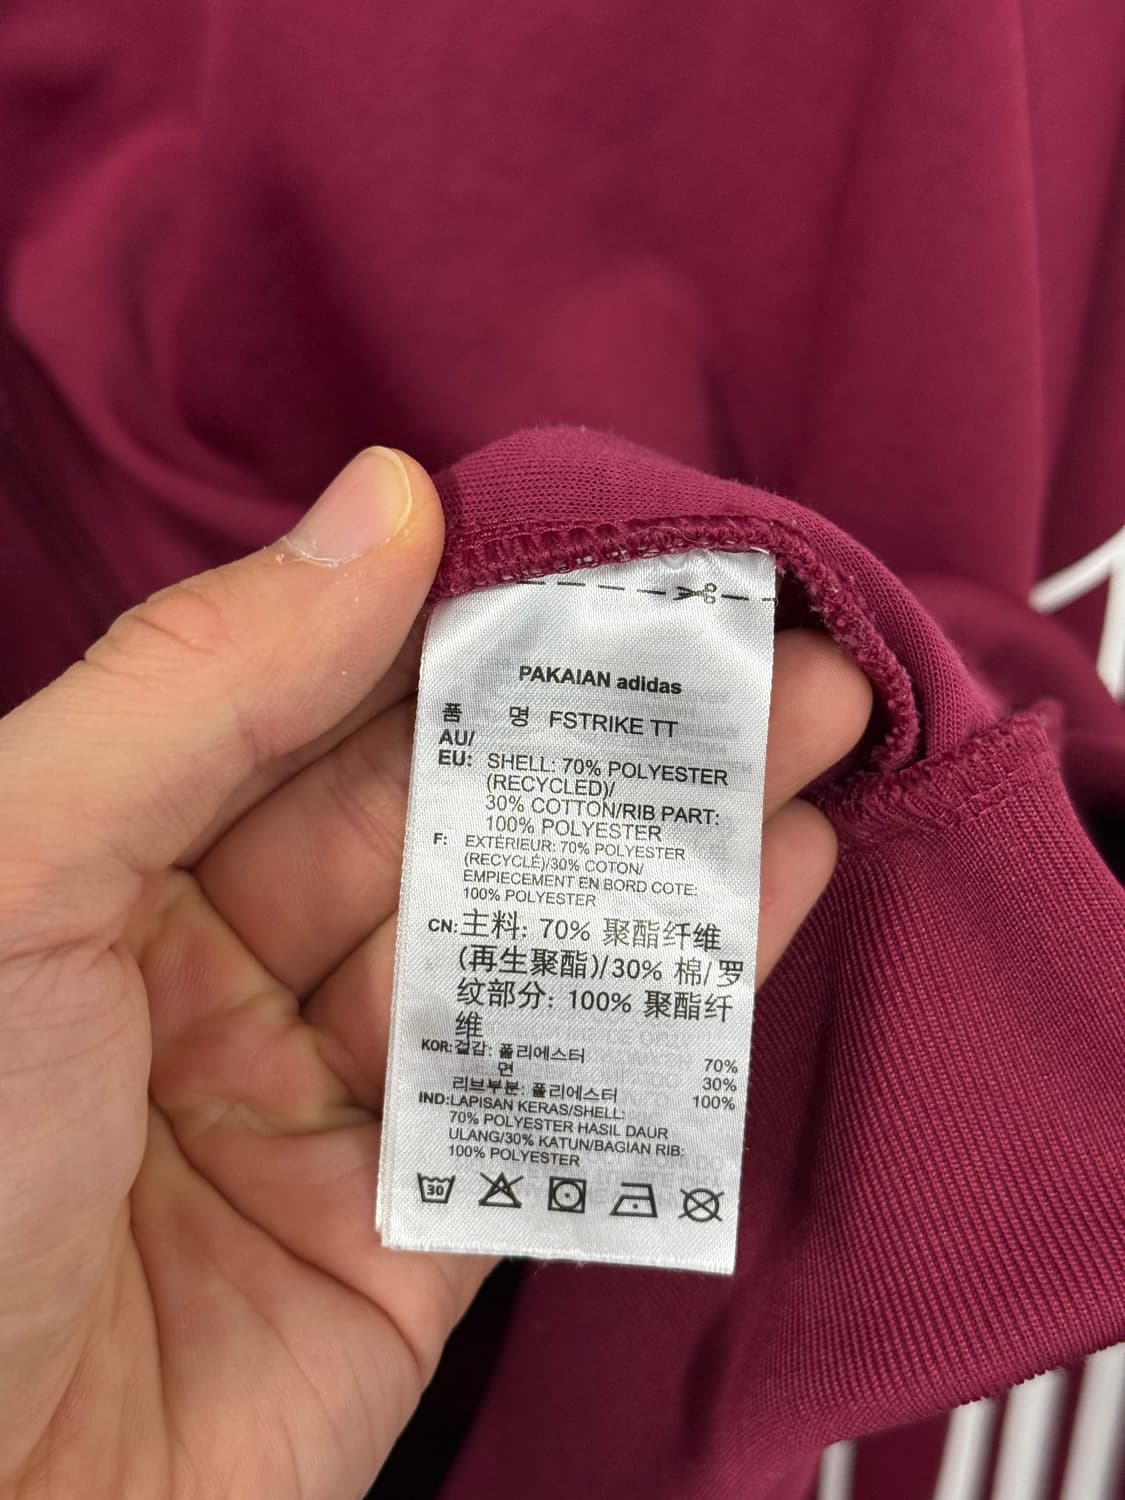 PAKAIAN adidas
품 명 FSTRIKE TT
AU/
EU: SHELL: 70% POLYESTER
(RECYCLED)/
30% COTTON/RIB PART:
100% POLYESTER
F: EXTÉRIEUR: 70% POLYESTER
(RECYCLÉ)/30% COTON/
EMPIECEMENT EN BORD COTE:
100% POLYESTER
CN: 主料: 70% 聚酯纤维
(再生聚酯)/30% 棉/罗
纹部分: 100% 聚酯纤
维
KOR: 겉감: 폴리에스터 70%
면 30%
리브부분: 폴리에스터 100%
IND: LAPISAN KERAS/SHELL:
70% POLYESTER HASIL DAUR
ULANG/30% KATUN/BAGIAN RIB:
100% POLYESTER
30